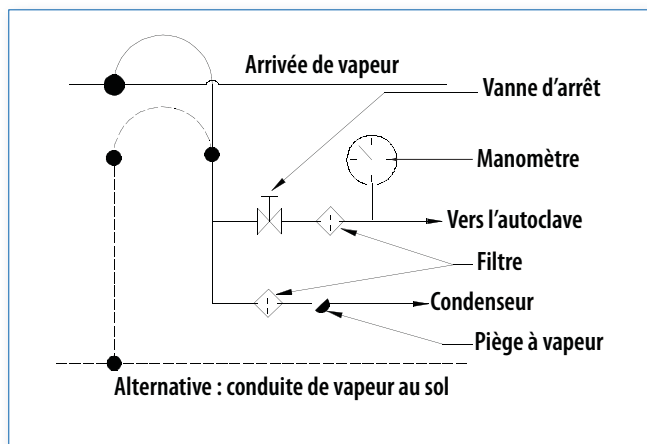 Arrivée de vapeur
Vanne d'arrêt
Manomètre
Vers l'autoclave
Filtre
Condenseur
Piège à vapeur
Alternative : conduite de vapeur au sol